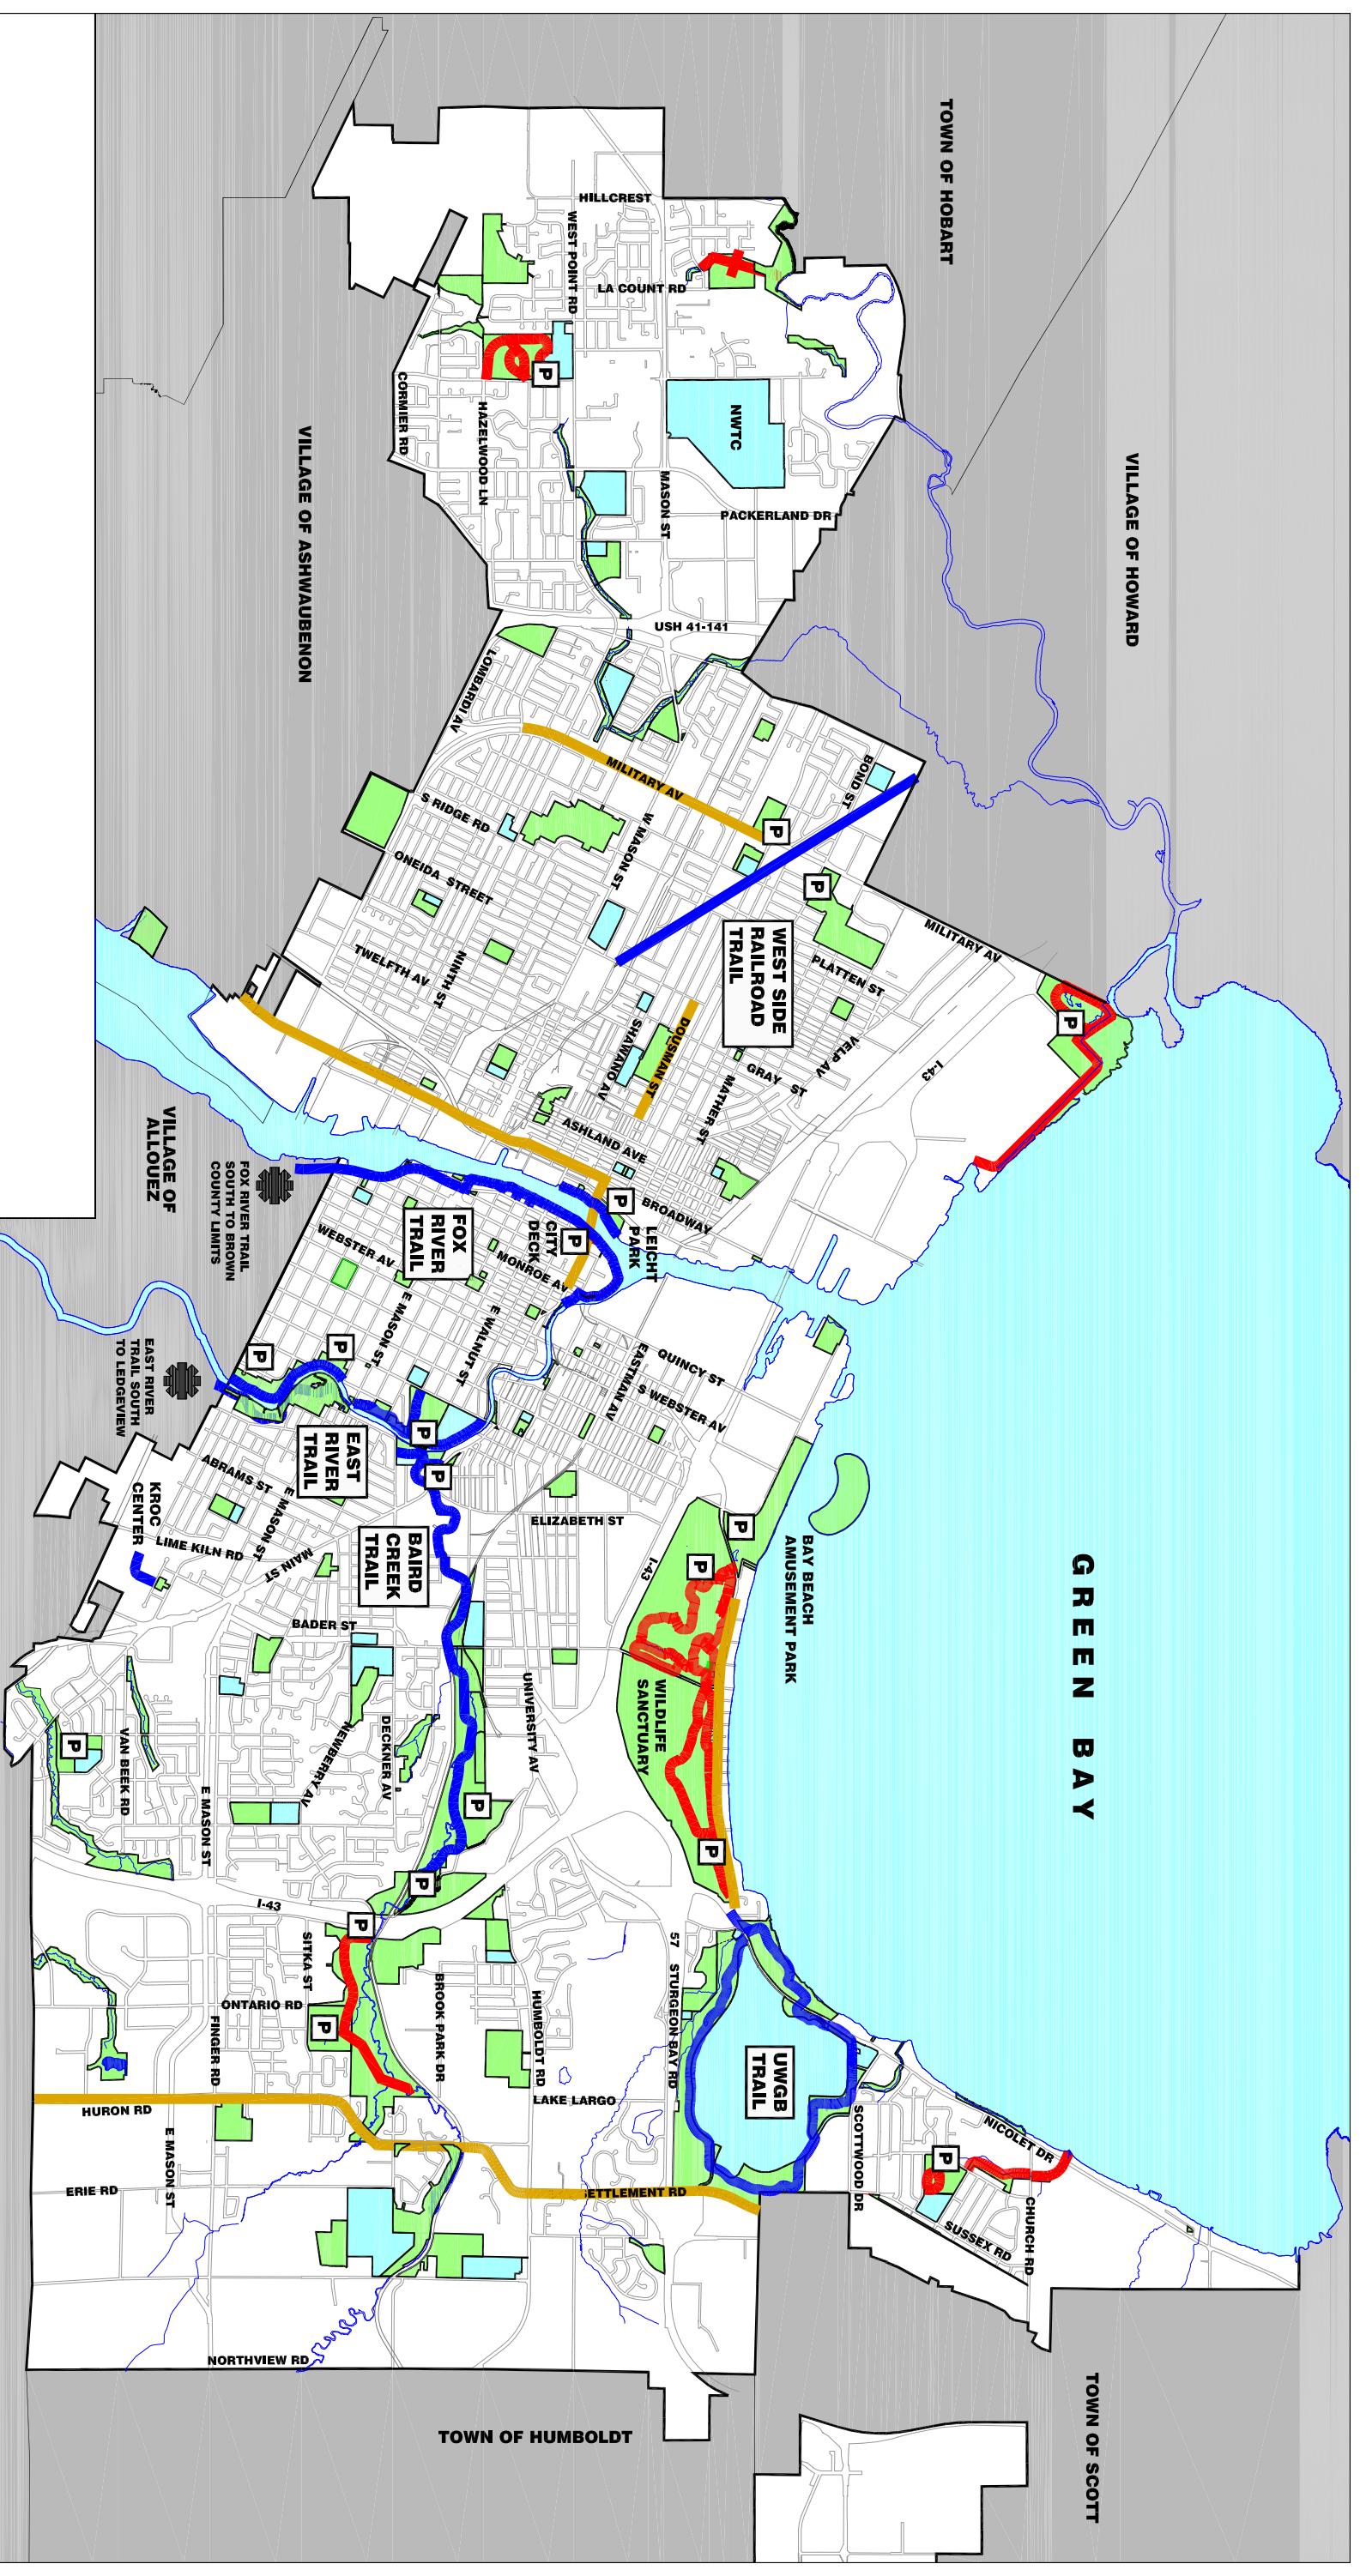 TOWN OF HOBART
VILLAGE OF HOWARD
HILLCREST
WEST POINT RD
LA COUNT RD
P
CORMIER RD
HAZELWOOD LN
NWTC
MASON ST
PACKERLAND DR
VILLAGE OF ASHWAUBENON
USH 41-141
LOMBARDI AV
MILITARY AV
BOND ST
S RIDGE RD
W MASON ST
P
ONEIDA STREET
P
WEST SIDE
RAILROAD
TRAIL
MILITARY AV
PLATTEN ST
TWELFTH AV
NINTH ST
P
SHAWANO AV
DOUSMAN ST
VELP AV
GRAY ST
I-43
MATHER ST
ASHLAND AVE
VILLAGE OF
ALLOUEZ
FOX RIVER TRAIL
SOUTH TO BROWN
COUNTY LIMITS
FOX
RIVER
TRAIL
P
BROADWAY
LEICHT
PARK
CITY
DECK
P
WEBSTER AV
MONROE AV
E MASON ST
E WALNUT ST
QUINCY ST
EASTMAN AV
S WEBSTER AV
P
P
EAST RIVER
TRAIL SOUTH
TO LEDGEVIEW
EAST
RIVER
TRAIL
P
P
ABRAMS ST
E MASON ST
KROC
CENTER
LIME KILN RD
MAIN ST
BAIRD
CREEK
TRAIL
ELIZABETH ST
I-43
P
P
BAY BEACH
AMUSEMENT PARK
GREEN BAY
BADER ST
UNIVERSITY AV
WILDLIFE
SANCTUARY
P
VAN BEEK RD
NEWBERRY AV
DECKNER AV
E MASON ST
P
P
P
I-43
P
SITKA ST
ONTARIO RD
P
FINGER RD
BROOK PARK DR
HUMBOLDT RD
57
STURGEON BAY RD
UWGB
TRAIL
LAKE LARGO
HURON RD
E MASON ST
ERIE RD
ETTLEMENT RD
SCOTTWOOD DR
NICOLET DR
P
CHURCH RD
SUSSEX RD
NORTHVIEW RD
TOWN OF HUMBOLDT
TOWN OF SCOTT